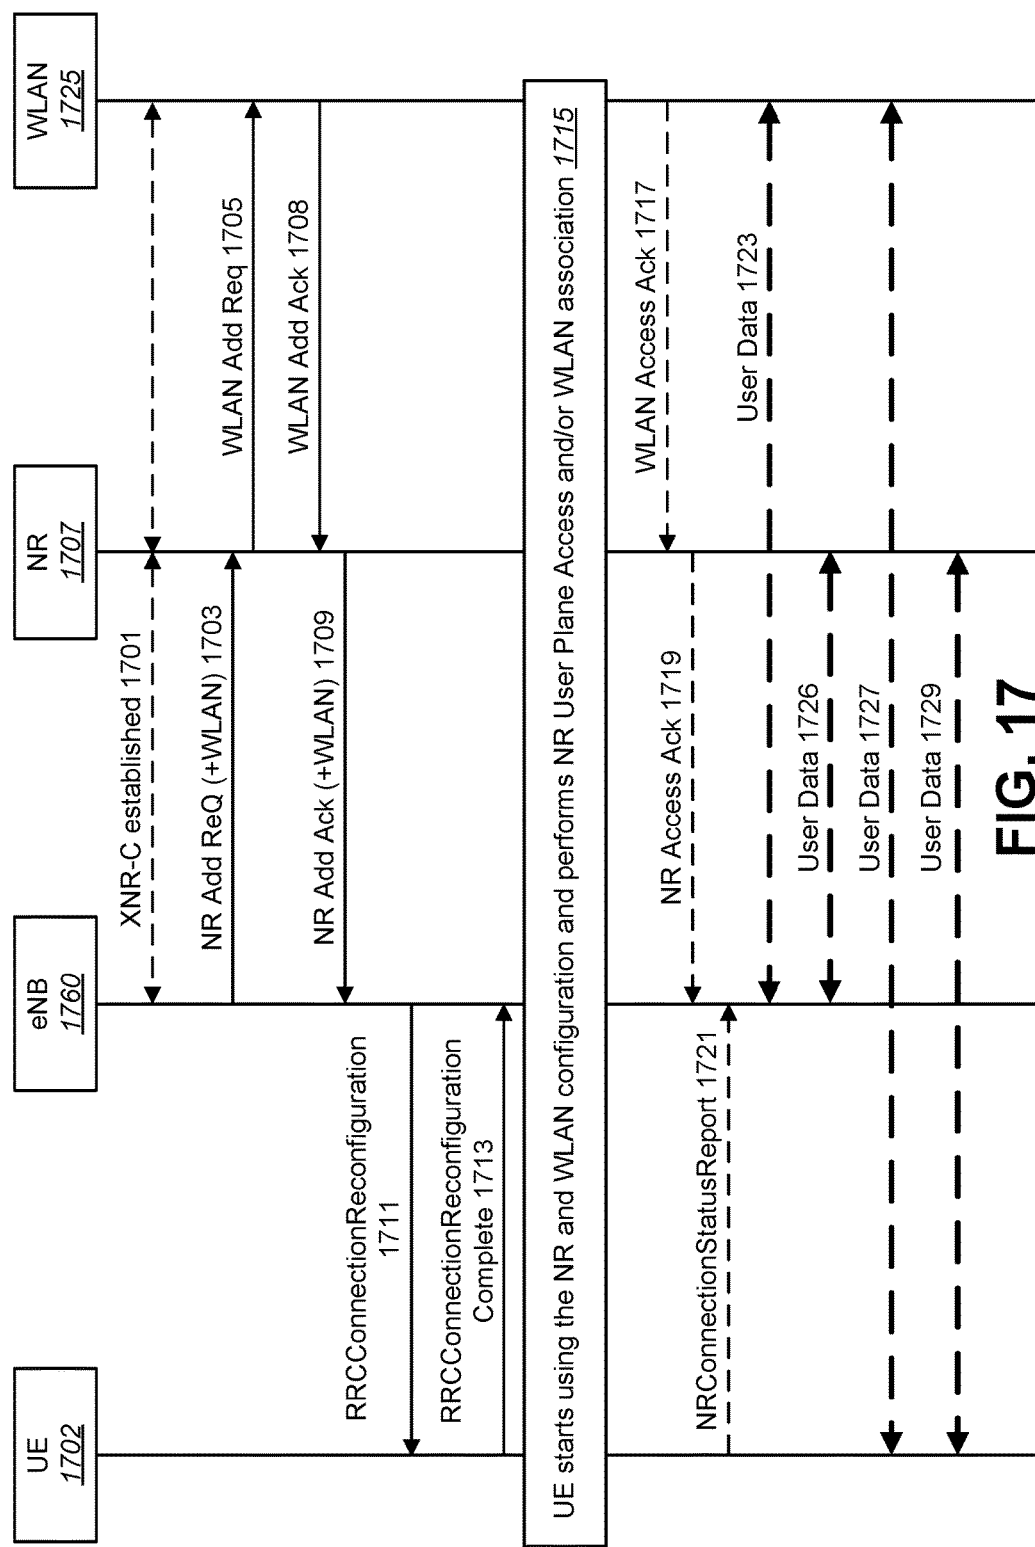 UE
1702
eNB
1760
NR
1707
WLAN
1725
XNR-C established 1701
NR Add ReQ (+WLAN) 1703
WLAN Add Req 1705
WLAN Add Ack 1708
NR Add Ack (+WLAN) 1709
RRCConnectionReconfiguration
1711
RRCConnectionReconfiguration
Complete 1713
UE starts using the NR and WLAN configuration and performs NR User Plane Access and/or WLAN association 1715
WLAN Access Ack 1717
NR Access Ack 1719
NRConnectionStatusReport 1721
User Data 1723
User Data 1726
User Data 1727
User Data 1729
FIG. 17